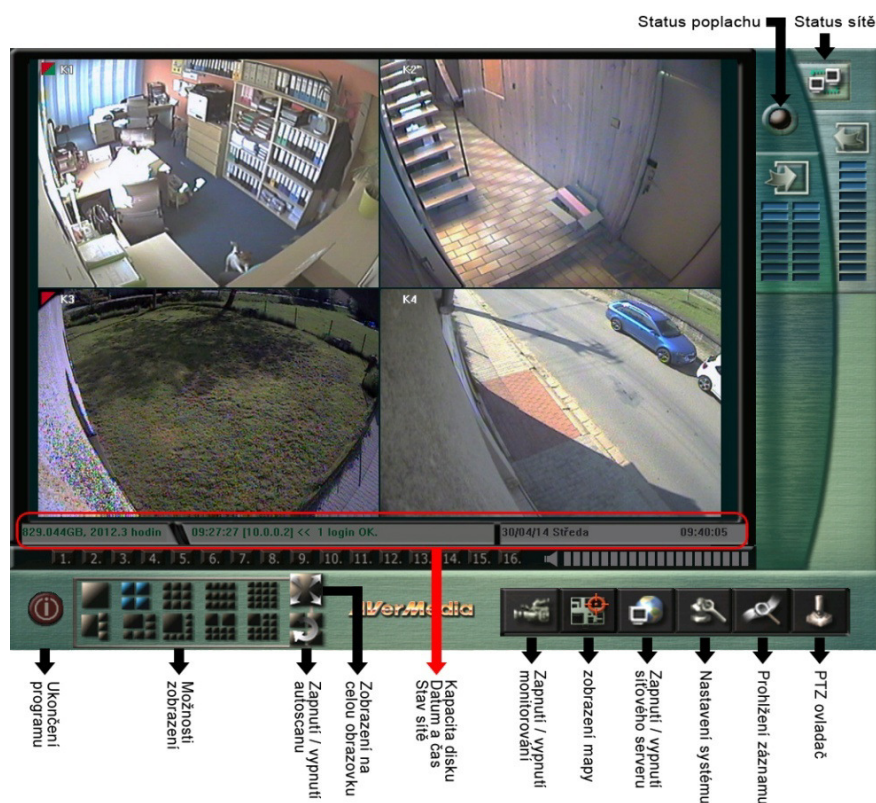 Status poplachu
Status sítě
K1
K2
K3
K4
829.044GB, 2012.3 hodin
09:27:27 [10.0.0.2] << 1 login OK.
30/04/14 Středa
09:40:05
1. 2. 3. 4. 5. 6. 7. 8. 9. 10. 11. 12. 13. 14. 15. 16.
AVerMedia
Ukončení
programu
Možnosti
zobrazení
Zapnutí / vypnutí
autoscanu
Zobrazení na
celou obrazovku
Kapacita disku
Datum a čas
Stav sítě
Zapnutí / vypnutí
monitorování
zobrazení mapy
Zapnutí / vypnutí
síťového serveru
Nastavení systému
Prohlížení záznamu
PTZ ovladač